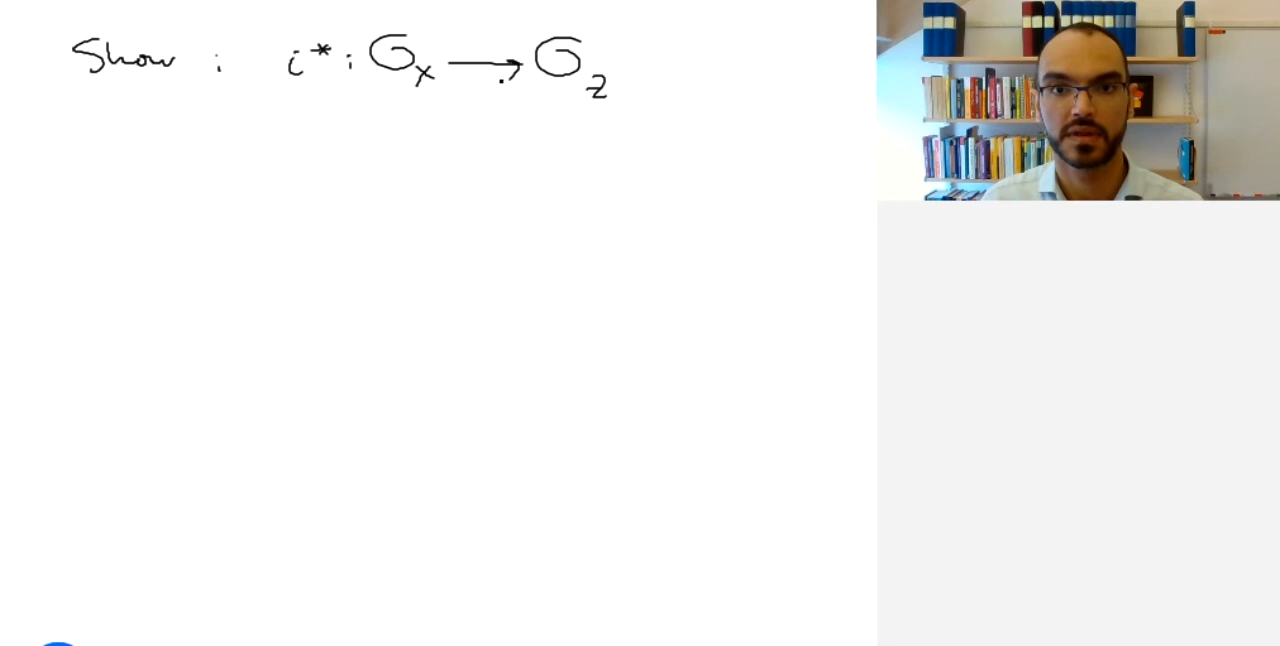 Show : i* : O_X → O_Z